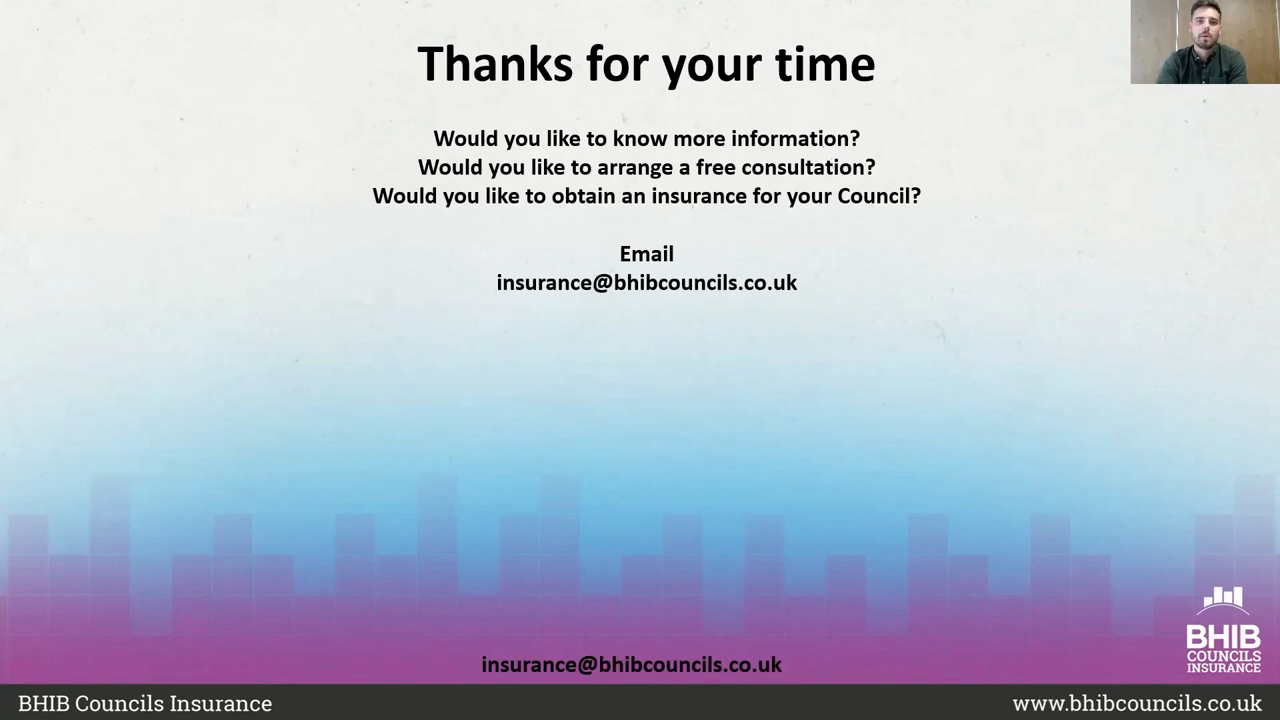 Thanks for your time
Would you like to know more information?
Would you like to arrange a free consultation?
Would you like to obtain an insurance for your Council?
Email
insurance@bhibcouncils.co.uk
BHIB
COUNCILS
INSURANCE
insurance@bhibcouncils.co.uk
BHIB Councils Insurance
www.bhibcouncils.co.uk